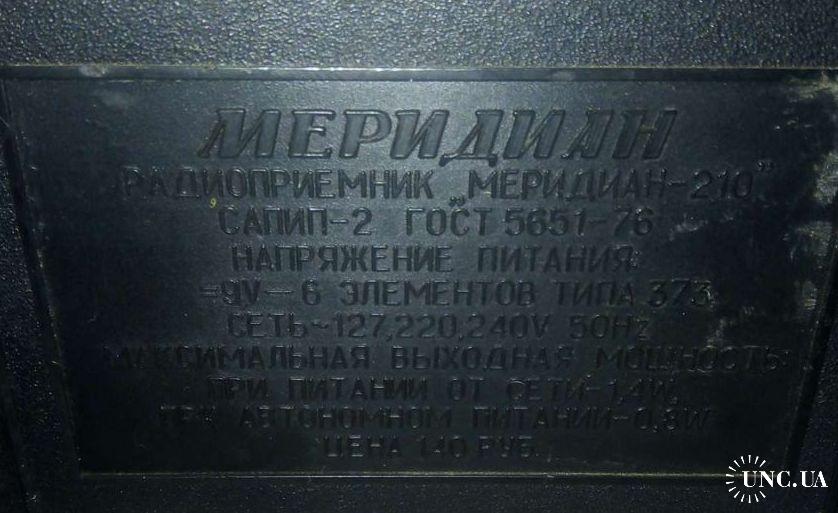 МЕРИДИАН
РАДИОПРИЕМНИК „МЕРИДИАН-210”
САПИП-2 ГОСТ 5651-76
НАПРЯЖЕНИЕ ПИТАНИЯ:
=9V-6 ЭЛЕМЕНТОВ ТИПА 373,
СЕТЬ~127,220,240V 50Hz
МАКСИМАЛЬНАЯ ВЫХОДНАЯ МОЩНОСТЬ:
ПРИ ПИТАНИИ ОТ СЕТИ-1,4W,
ПРИ АВТОНОМНОМ ПИТАНИИ-0,8W
ЦЕНА 140 РУБ.
UNC.UA